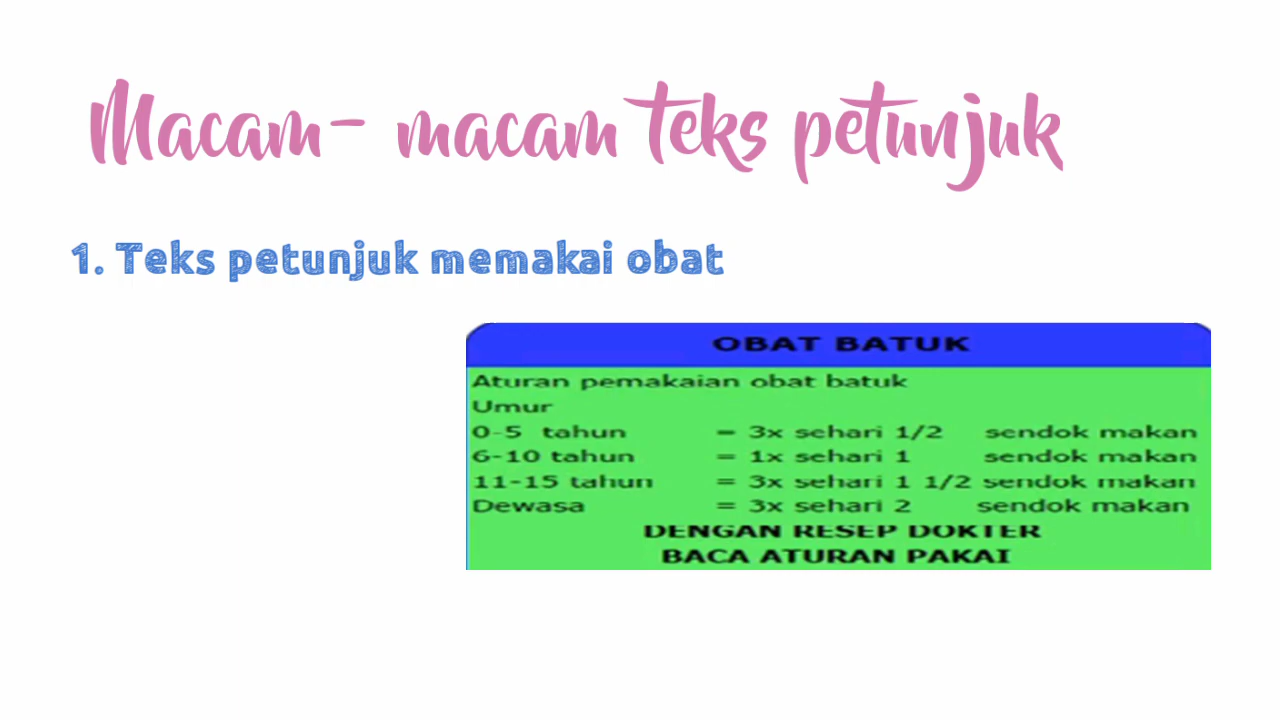 Macam- macam teks petunjuk
1. Teks petunjuk memakai obat
OBAT BATUK
Aturan pemakaian obat batuk
Umur
0-5 tahun = 3x sehari 1/2 sendok makan
6-10 tahun = 1x sehari 1 sendok makan
11-15 tahun = 3x sehari 1 1/2 sendok makan
Dewasa = 3x sehari 2 sendok makan
DENGAN RESEP DOKTER
BACA ATURAN PAKAI